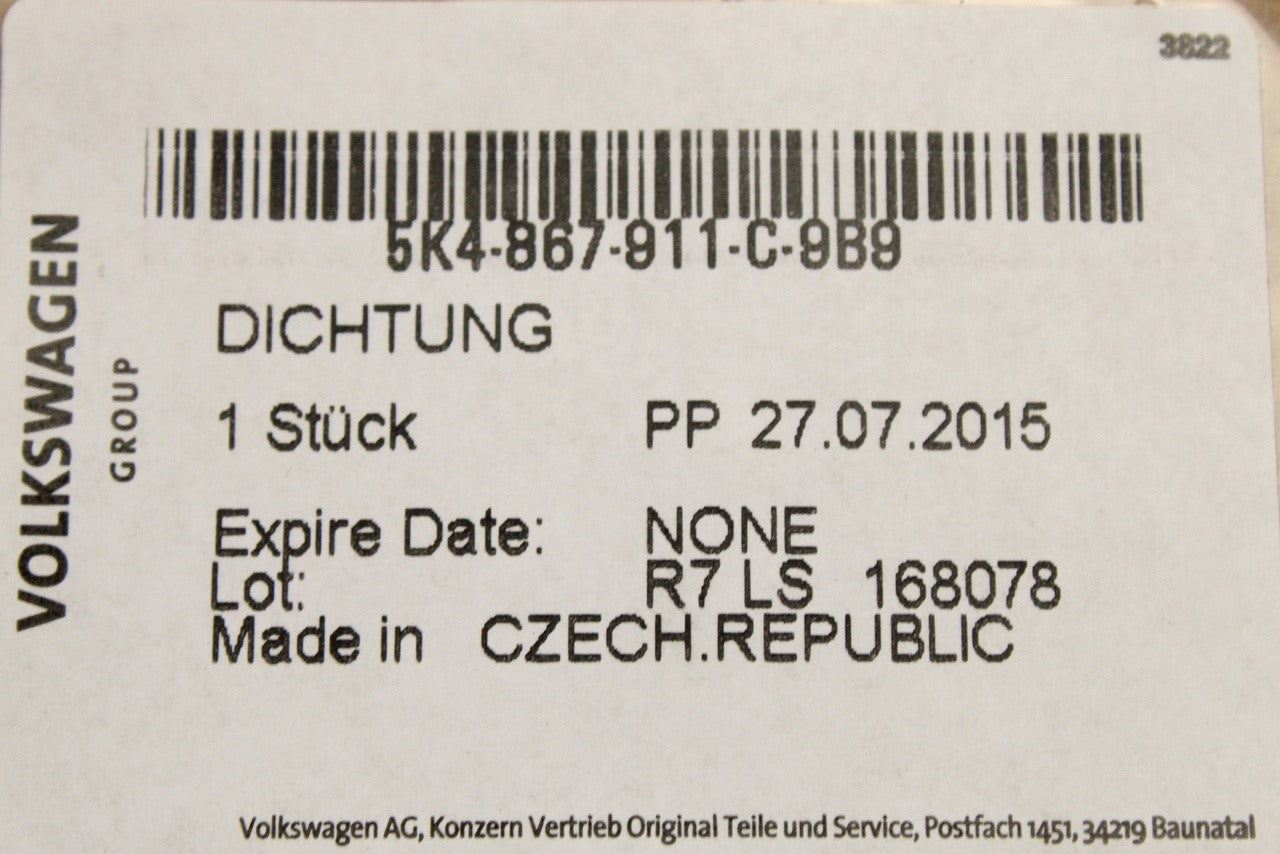 3822
5K4-867-911-C-9B9
DICHTUNG
1 Stück PP 27.07.2015
Expire Date: NONE
Lot: R7 LS 168078
Made in CZECH.REPUBLIC
VOLKSWAGEN
GROUP
Volkswagen AG, Konzern Vertrieb Original Teile und Service, Postfach 1451, 34219 Baunatal